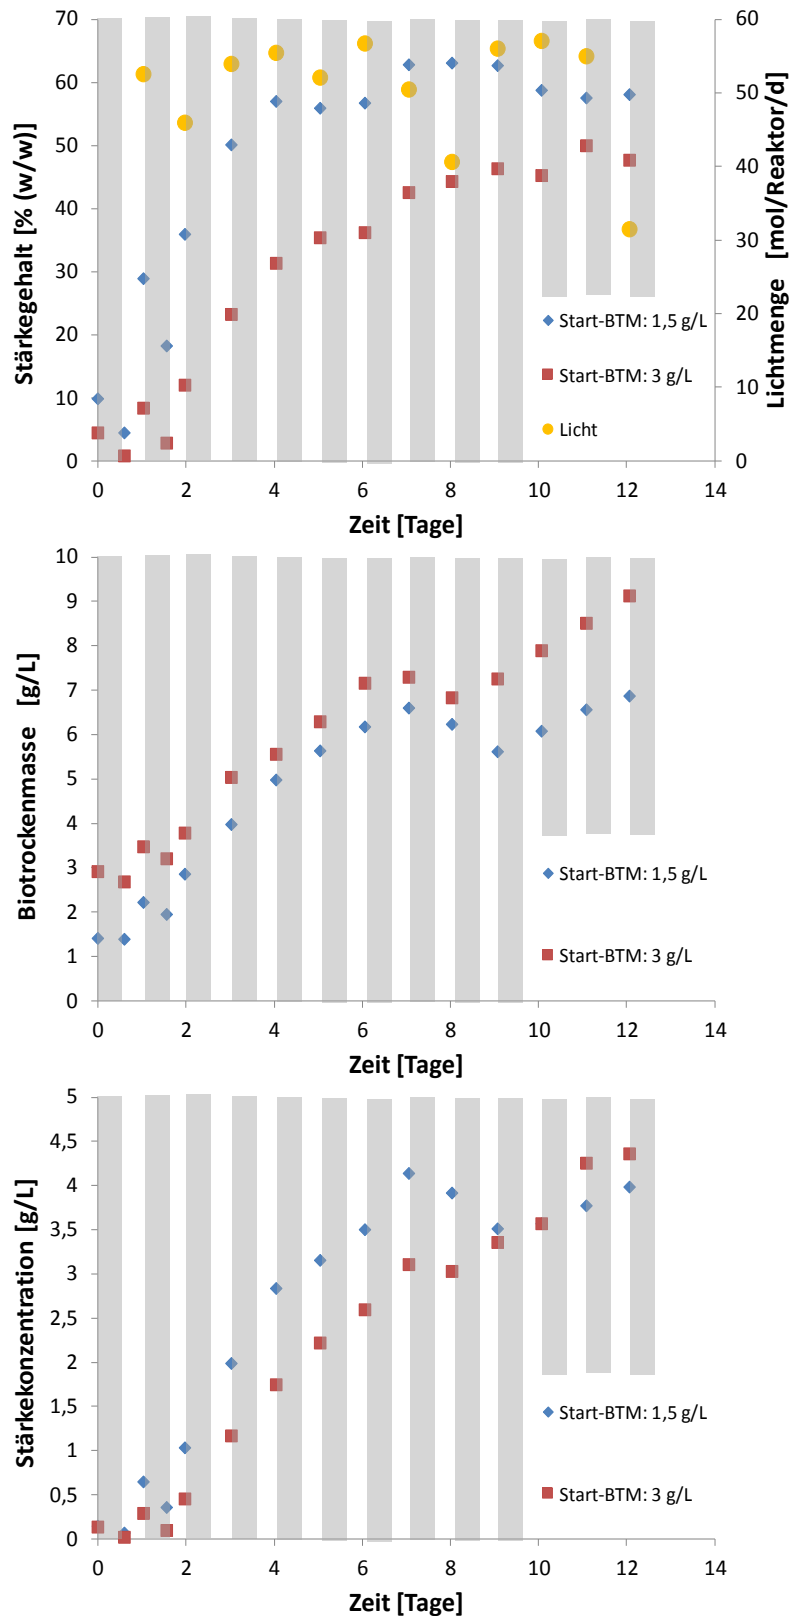 Stärkegehalt [% (w/w)]
70
60
50
40
30
20
10
0
60
50
40
30
20
10
0
Lichtmenge [mol/Reaktor/d]
Start-BTM: 1,5 g/L
Start-BTM: 3 g/L
Licht
0 2 4 6 8 10 12 14
Zeit [Tage]
Biotrockenmasse [g/L]
10
9
8
7
6
5
4
3
2
1
0
Start-BTM: 1,5 g/L
Start-BTM: 3 g/L
0 2 4 6 8 10 12 14
Zeit [Tage]
Stärkekonzentration [g/L]
5
4,5
4
3,5
3
2,5
2
1,5
1
0,5
0
Start-BTM: 1,5 g/L
Start-BTM: 3 g/L
0 2 4 6 8 10 12 14
Zeit [Tage]